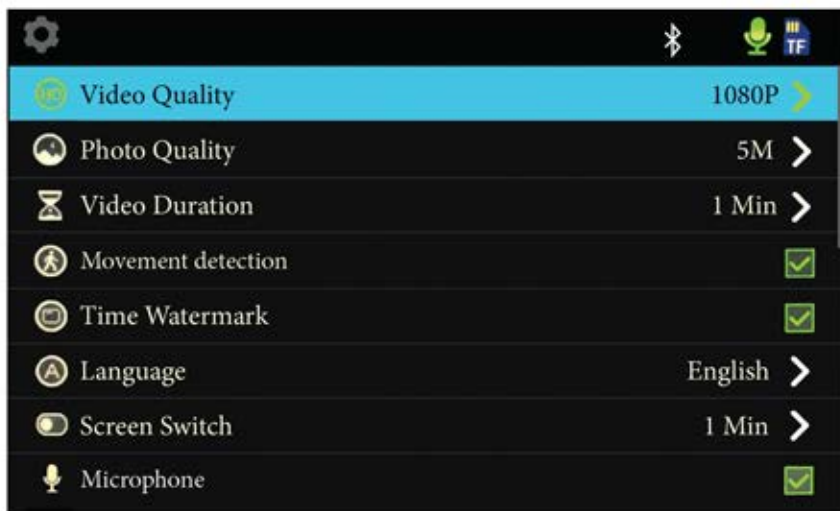 TF
HD Video Quality 1080P
Photo Quality 5M
Video Duration 1 Min
Movement detection
Time Watermark
A Language English
Screen Switch 1 Min
Microphone